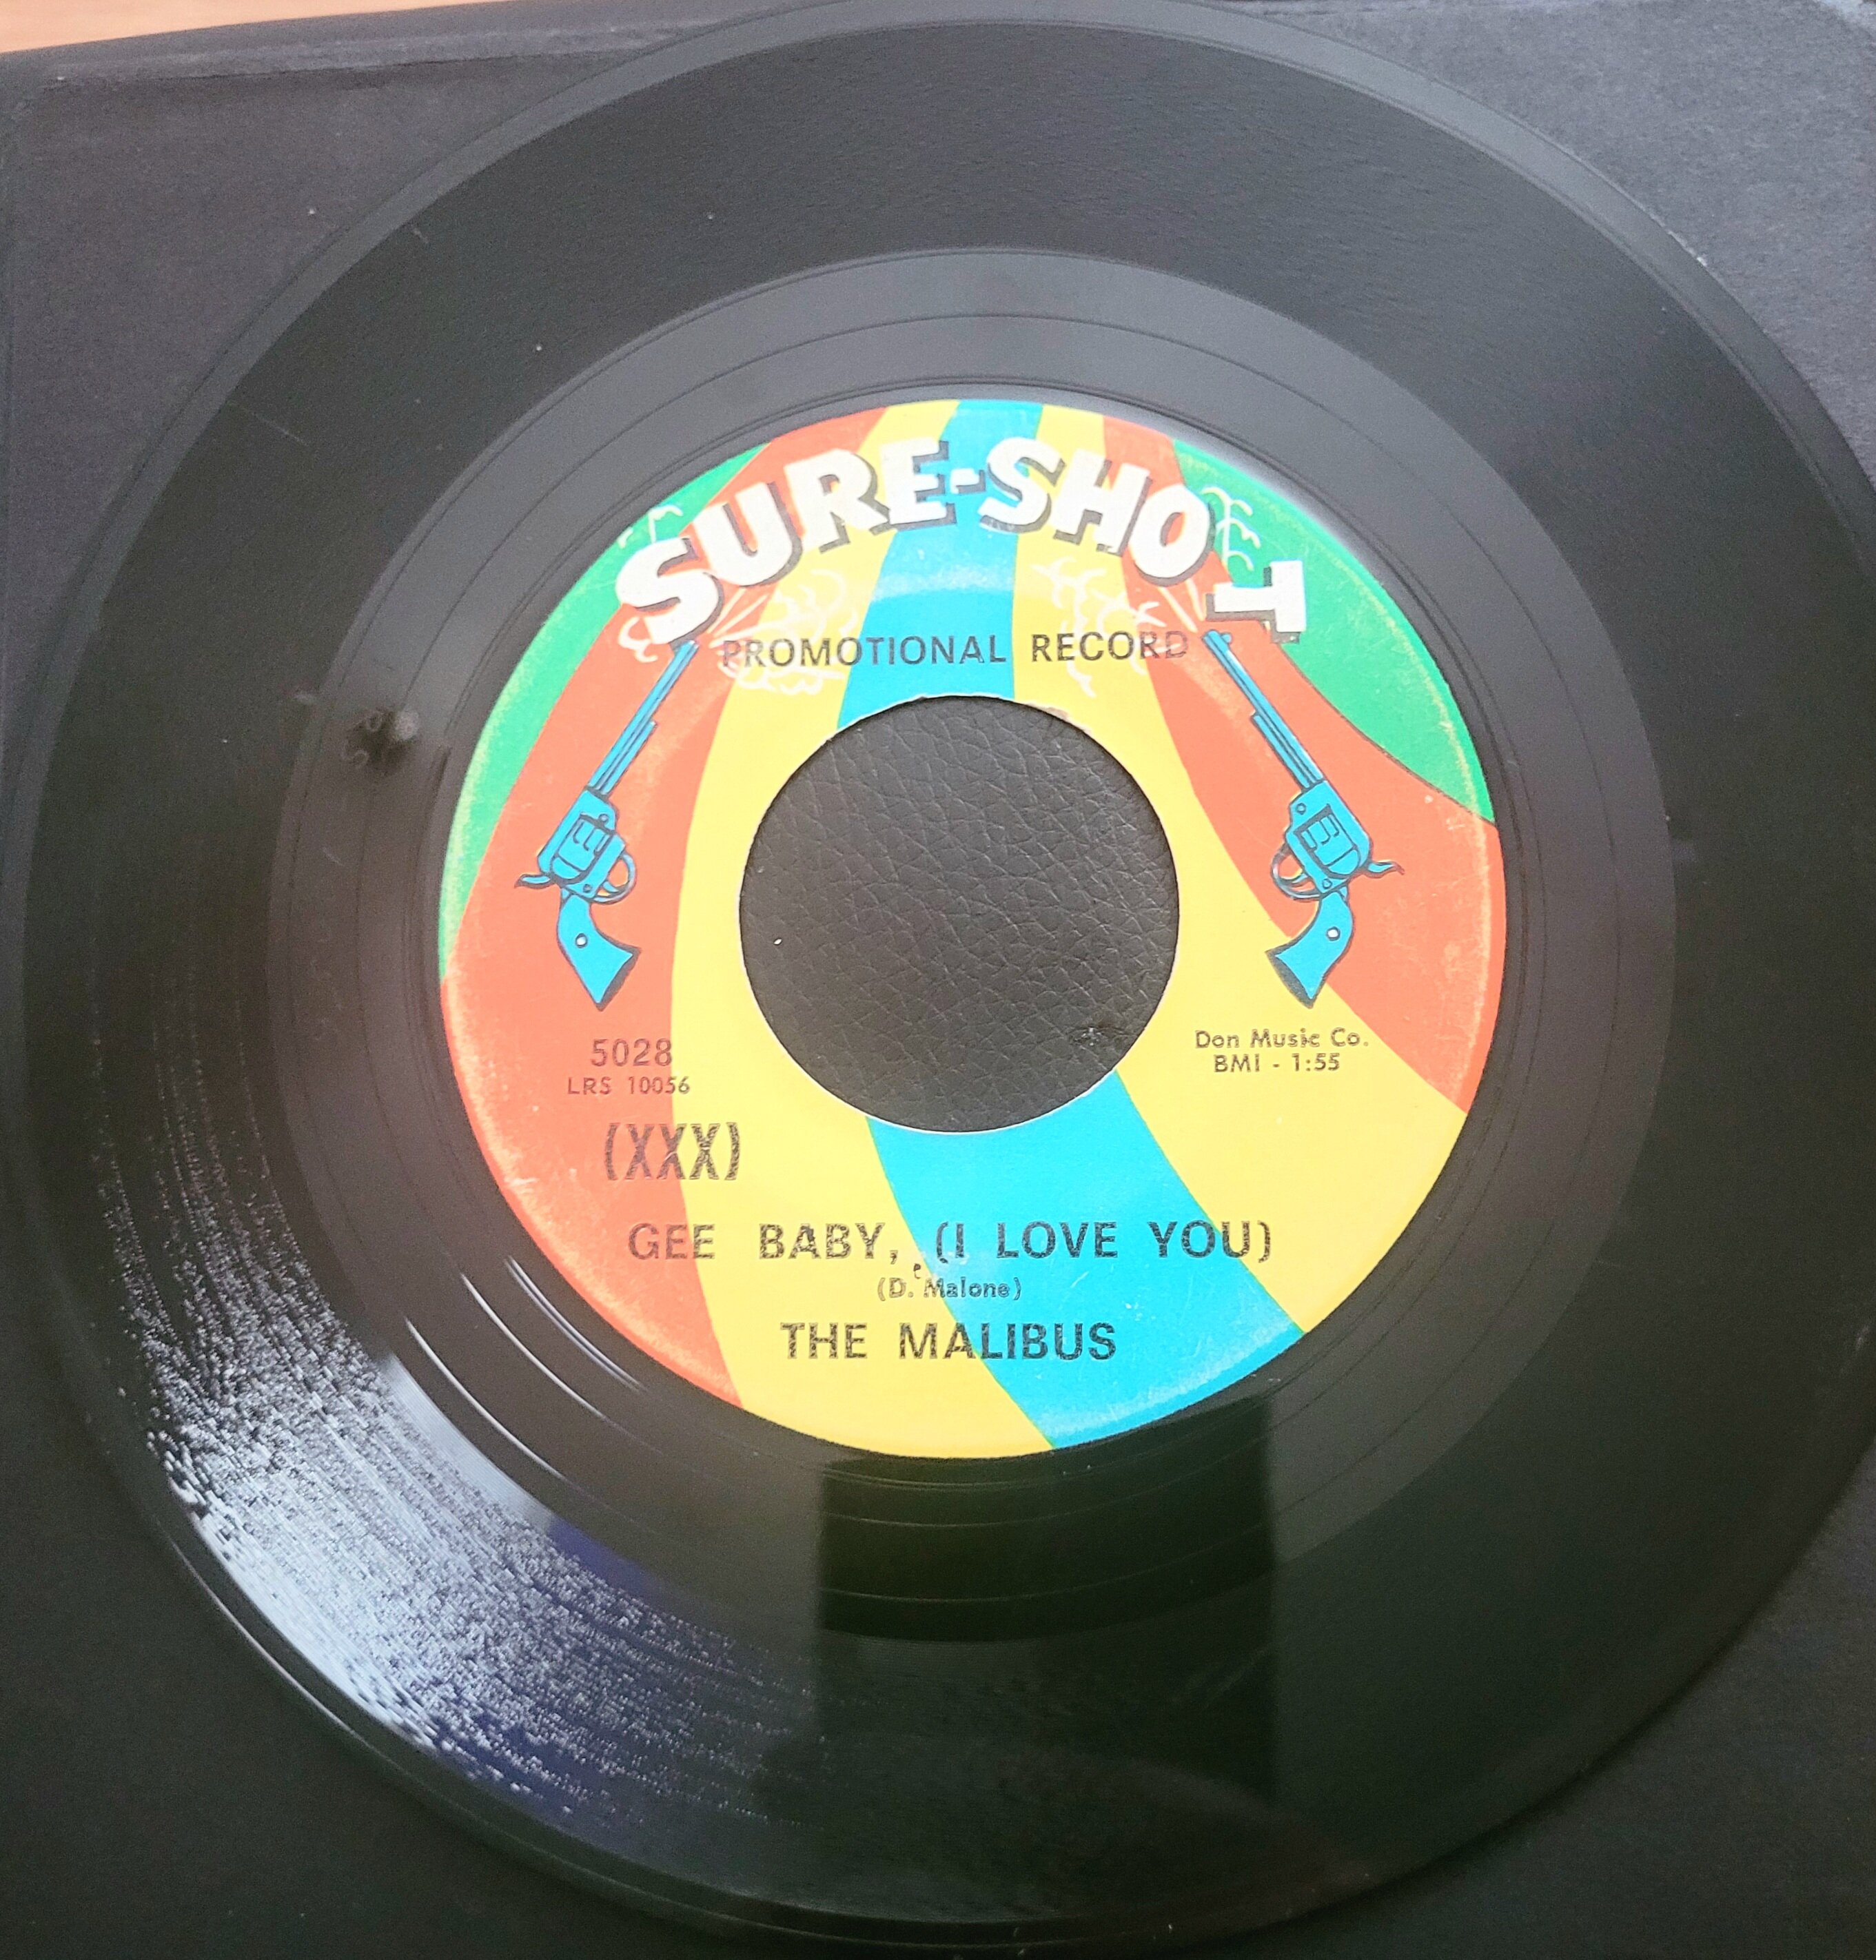 SURE-SHOT
PROMOTIONAL RECORD
5028
LRS 10056
(XXX)
Don Music Co.
BMI - 1:55
GEE BABY, (I LOVE YOU)
(D. Malone)
THE MALIBUS